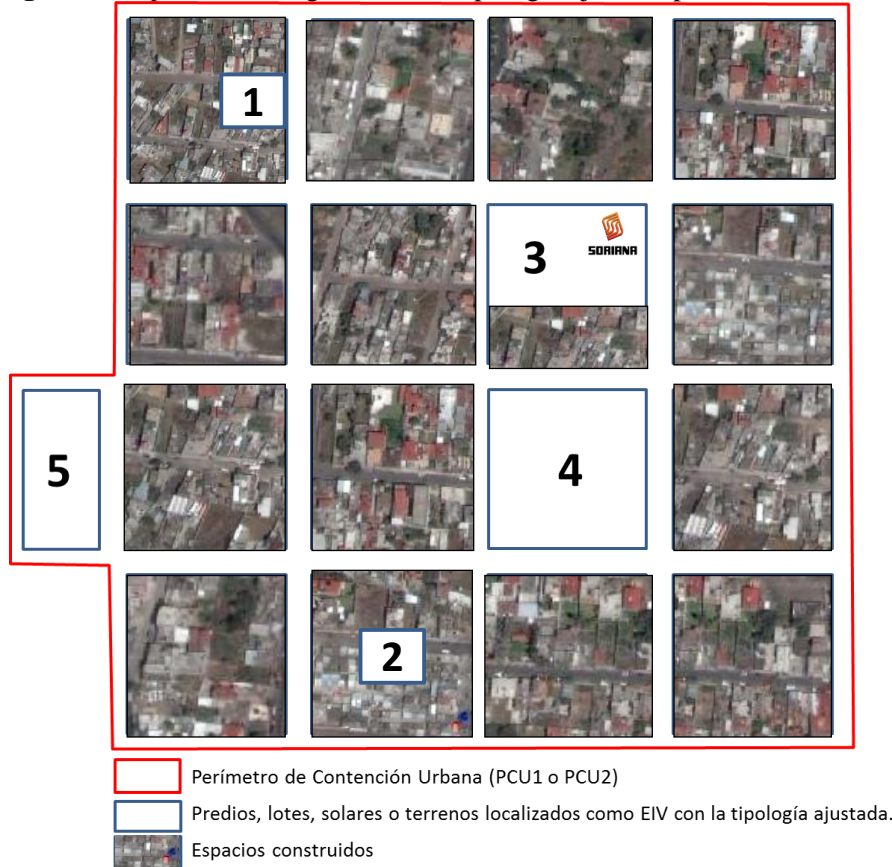 1
3
SORIANA
5
4
2
Perímetro de Contención Urbana (PCU1 o PCU2)
Predios, lotes, solares o terrenos localizados como EIV con la tipología ajustada.
Espacios construidos